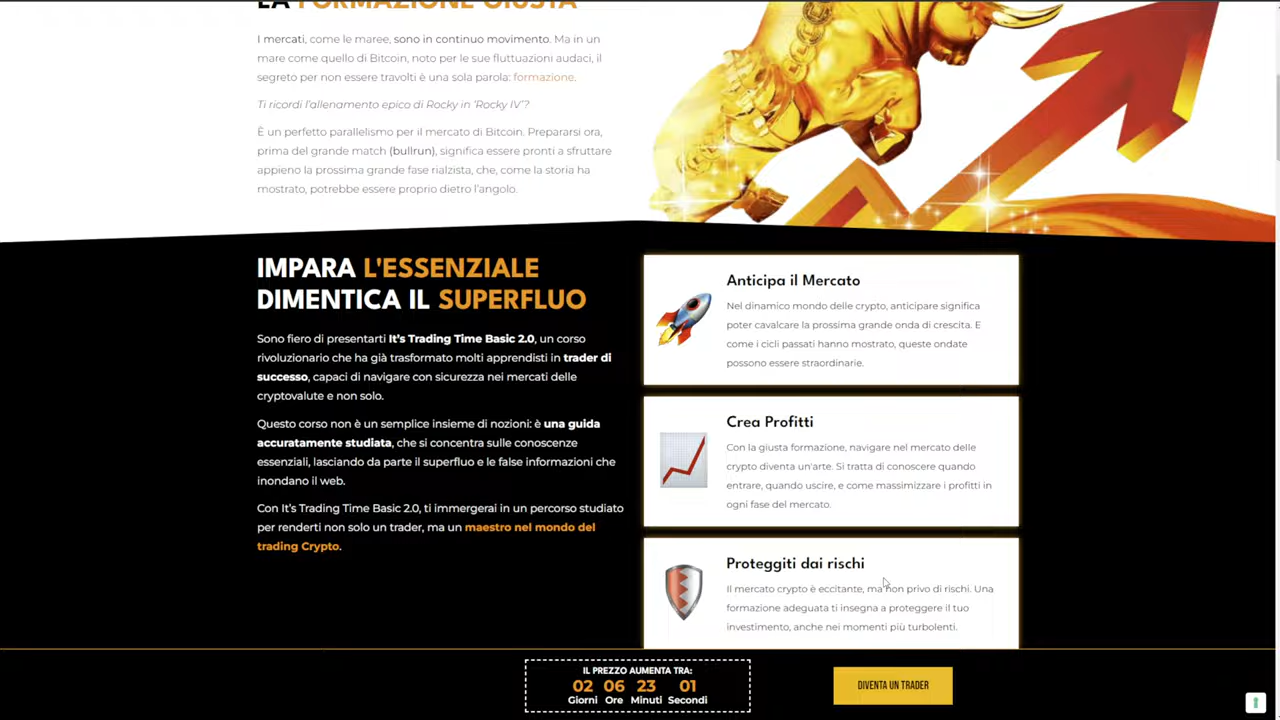 LA FORMAZIONE GIUSTA
I mercati, come le maree, sono in continuo movimento. Ma in un
mare come quello di Bitcoin, noto per le sue fluttuazioni audaci, il
segreto per non essere travolti è una sola parola: formazione.
Ti ricordi l'allenamento epico di Rocky in 'Rocky IV'?
È un perfetto parallelismo per il mercato di Bitcoin. Prepararsi ora,
prima del grande match (bullrun), significa essere pronti a sfruttare
appieno la prossima grande fase rialzista, che, come la storia ha
mostrato, potrebbe essere proprio dietro l'angolo.
IMPARA L'ESSENZIALE
DIMENTICA IL SUPERFLUO
Sono fiero di presentarti It's Trading Time Basic 2.0, un corso
rivoluzionario che ha già trasformato molti apprendisti in trader di
successo, capaci di navigare con sicurezza nei mercati delle
cryptovalute e non solo.
Questo corso non è un semplice insieme di nozioni: è una guida
accuratamente studiata, che si concentra sulle conoscenze
essenziali, lasciando da parte il superfluo e le false informazioni che
inondano il web.
Con It's Trading Time Basic 2.0, ti immergerai in un percorso studiato
per renderti non solo un trader, ma un maestro nel mondo del
trading Crypto.
Anticipa il Mercato
Nel dinamico mondo delle crypto, anticipare significa
poter cavalcare la prossima grande onda di crescita. E
come i cicli passati hanno mostrato, queste ondate
possono essere straordinarie.
Crea Profitti
Con la giusta formazione, navigare nel mercato delle
crypto diventa un'arte. Si tratta di conoscere quando
entrare, quando uscire, e come massimizzare i profitti in
ogni fase del mercato.
Proteggiti dai rischi
Il mercato crypto è eccitante, ma non privo di rischi. Una
formazione adeguata ti insegna a proteggere il tuo
investimento, anche nei momenti più turbolenti.
IL PREZZO AUMENTA TRA:
02 06 23 01
Giorni Ore Minuti Secondi
DIVENTA UN TRADER